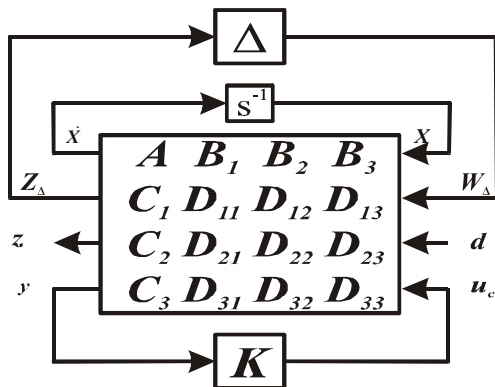 Δ
s⁻¹
Ẋ X
A B₁ B₂ B₃
Z_Δ C₁ D₁₁ D₁₂ D₁₃ W_Δ
z C₂ D₂₁ D₂₂ D₂₃ d
y C₃ D₃₁ D₃₂ D₃₃ u_c
K